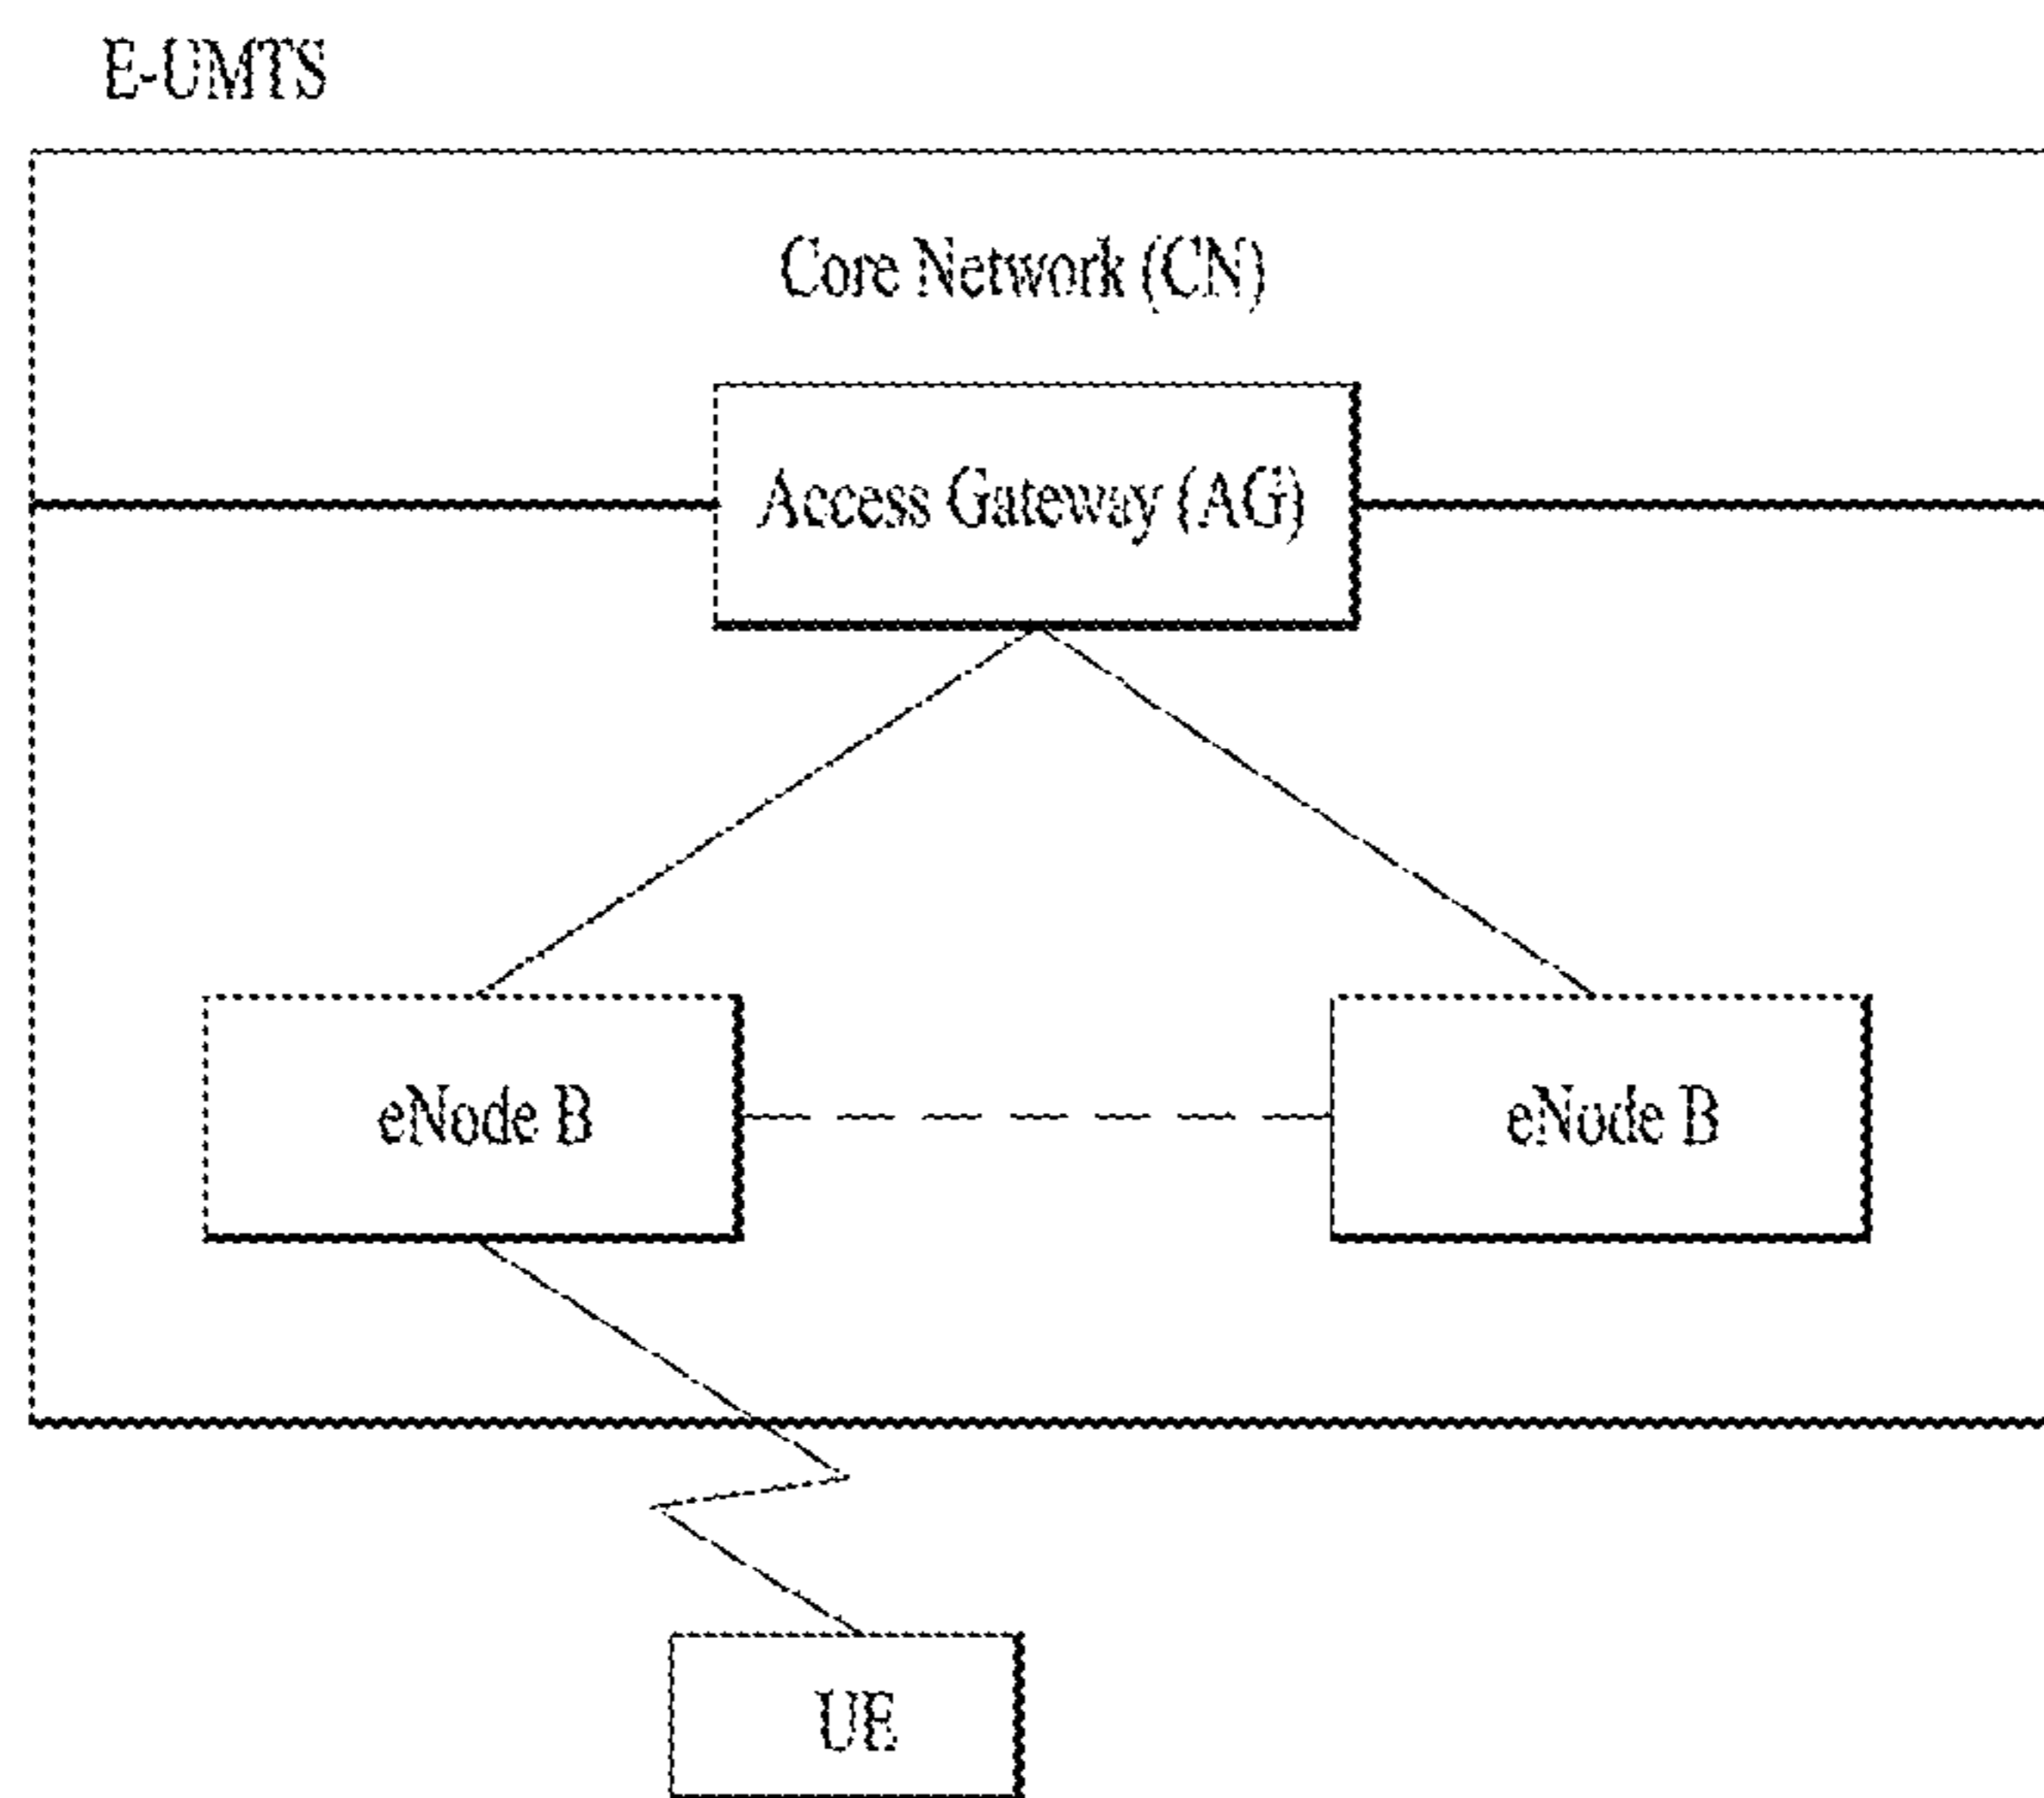 E-UMTS
Core Network (CN)
Access Gateway (AG)
eNode B
eNode B
UE